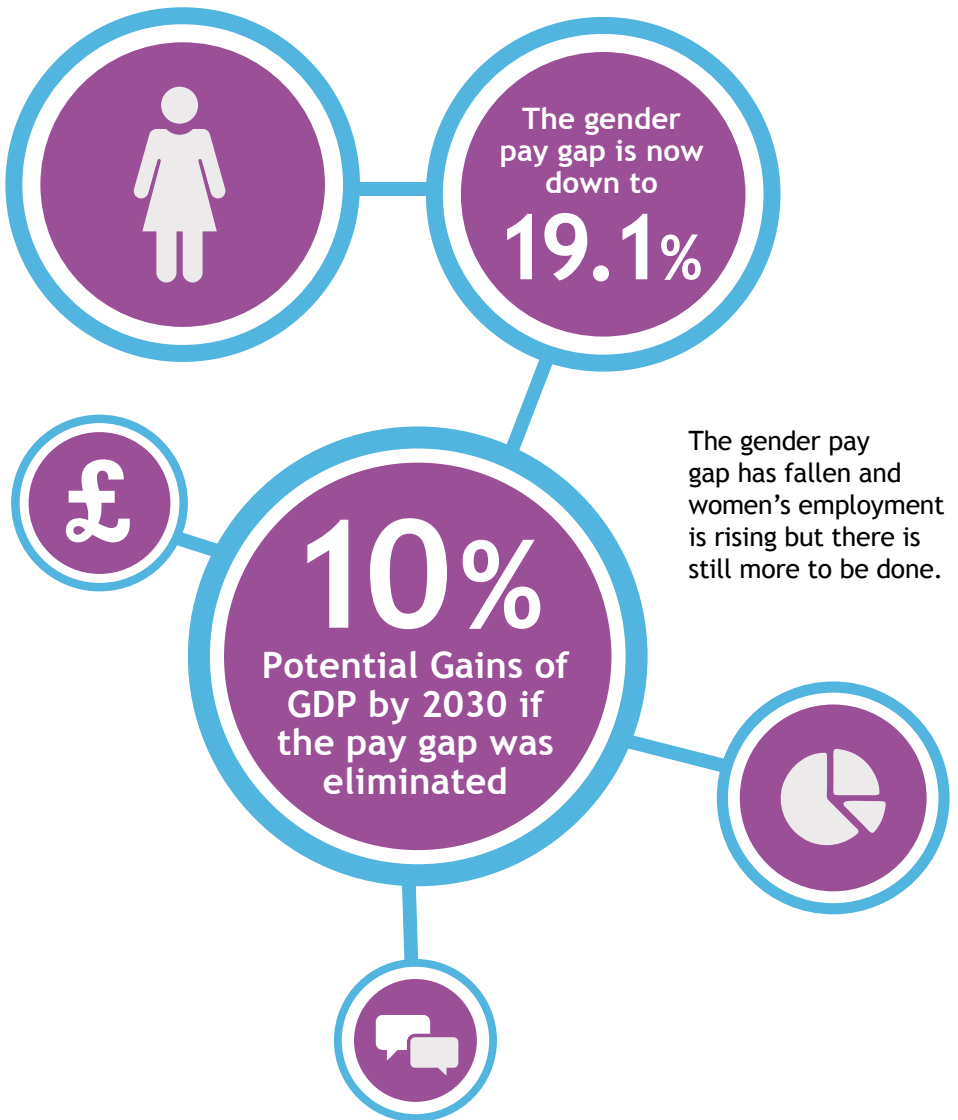 The gender
pay gap is now
down to
19.1%
The gender pay
gap has fallen and
women’s employment
is rising but there is
still more to be done.
£
10%
Potential Gains of
GDP by 2030 if
the pay gap was
eliminated